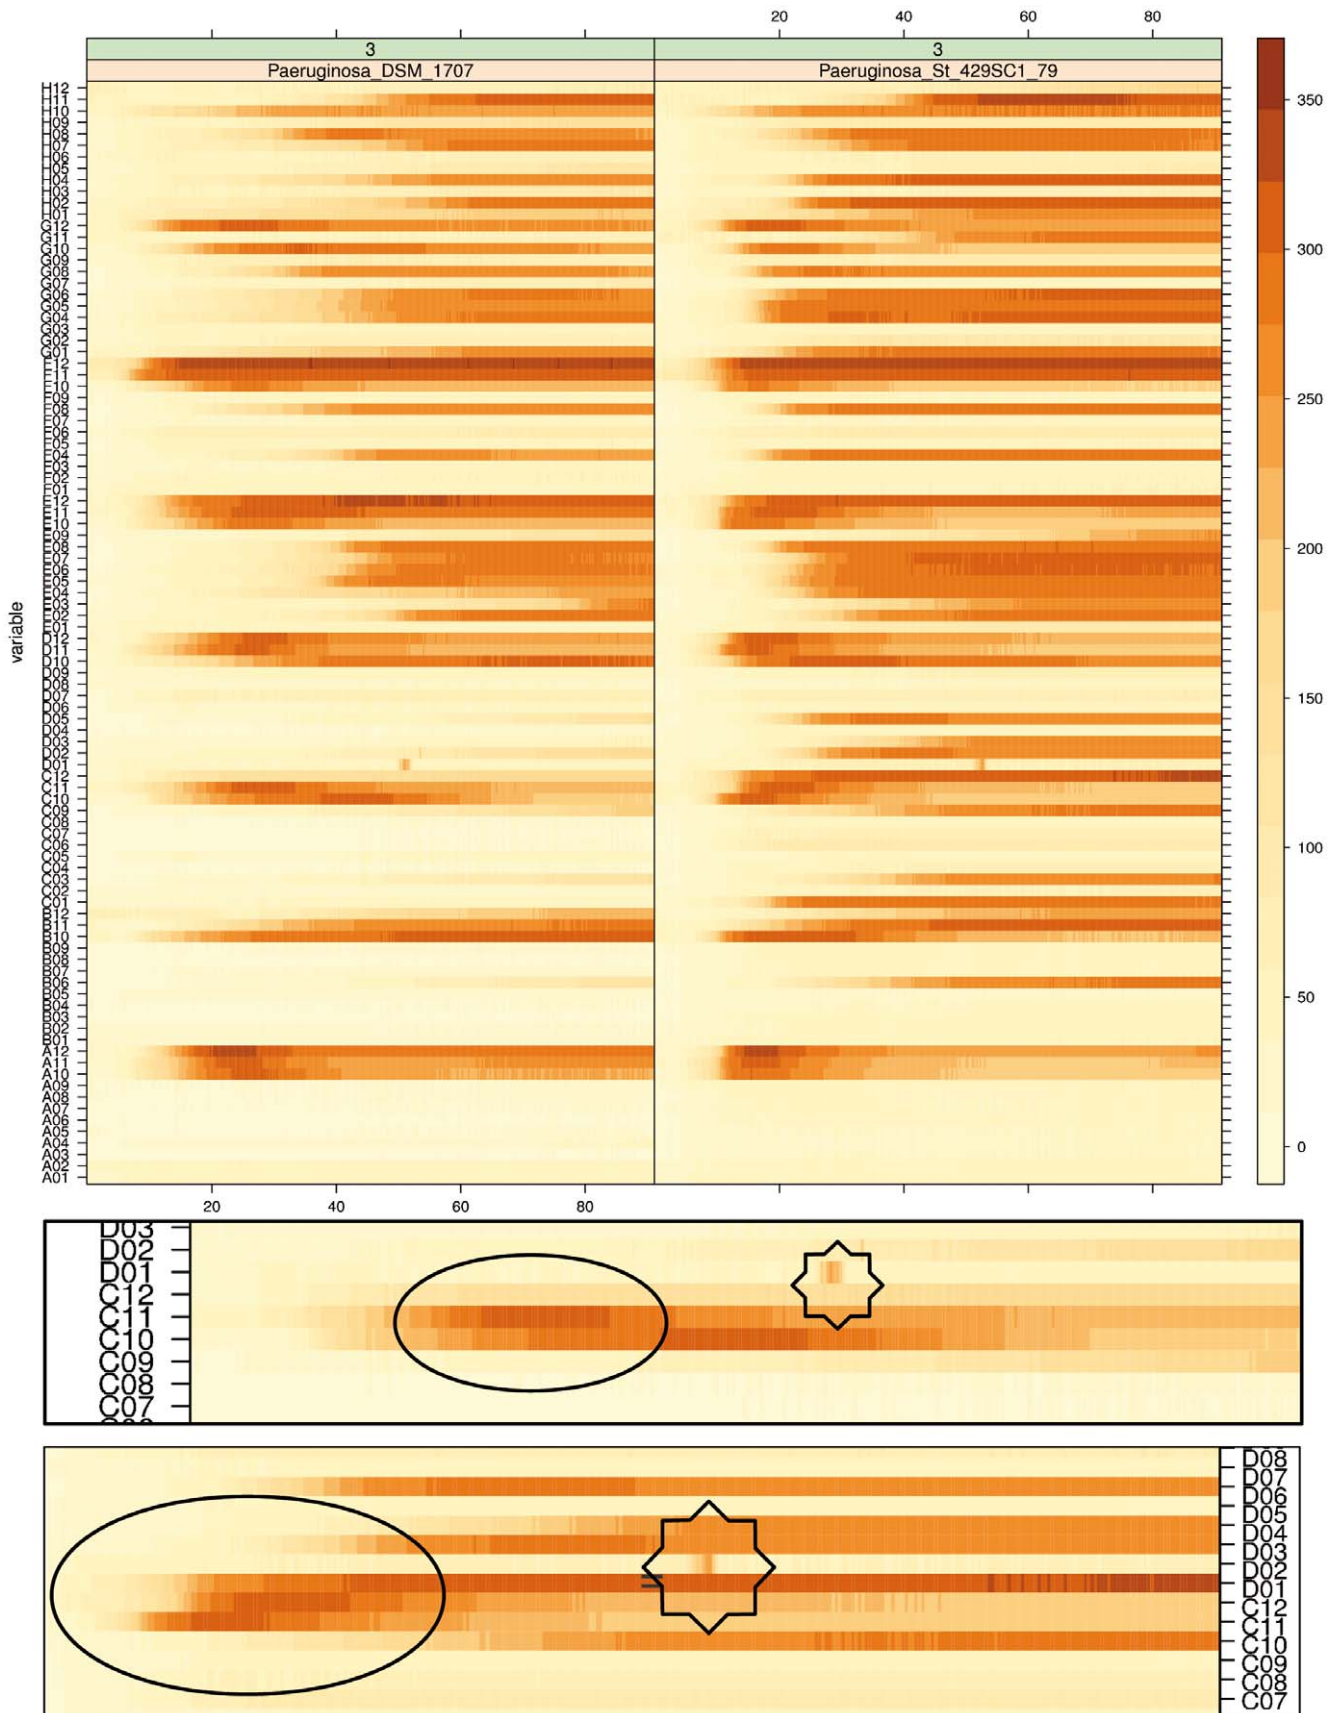 20 40 60 80
3 3
Paeruginosa_DSM_1707 Paeruginosa_St_429SC1_79
H12
H11
H10
H09
H08
H07
H06
H05
H04
H03
H02
H01
G12
G11
G10
G09
G08
G07
G06
G05
G04
G03
G02
G01
F12
F11
F10
F09
F08
F07
F06
F05
F04
F03
F02
F01
E12
E11
E10
E09
E08
E07
E06
E05
E04
E03
E02
E01
D12
D11
D10
D09
D08
D07
D06
D05
D04
D03
D02
D01
C12
C11
C10
C09
C08
C07
C06
C05
C04
C03
C02
C01
B12
B11
B10
B09
B08
B07
B06
B05
B04
B03
B02
B01
A12
A11
A10
A09
A08
A07
A06
A05
A04
A03
A02
A01
variable
20 40 60 80
350
300
250
200
150
100
50
0
D03
D02
D01
C12
C11
C10
C09
C08
C07
D08
D07
D06
D05
D04
D03
D02
D01
C12
C11
C10
C09
C08
C07